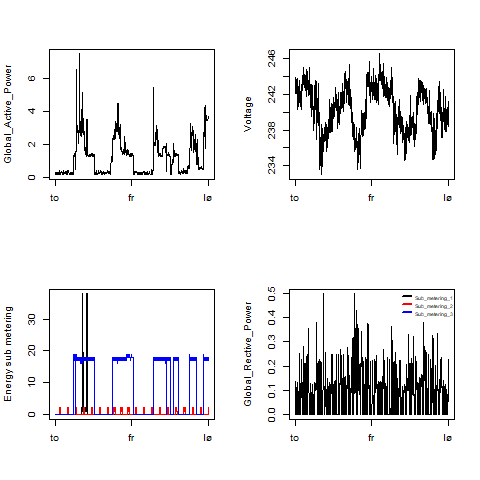 Global_Active_Power
0 2 4 6
to fr lø
Voltage
234 238 242 246
to fr lø
Energy sub metering
0 10 20 30
to fr lø
Global_Rective_Power
0.0 0.1 0.2 0.3 0.4 0.5
to fr lø
Sub_metering_1
Sub_metering_2
Sub_metering_3